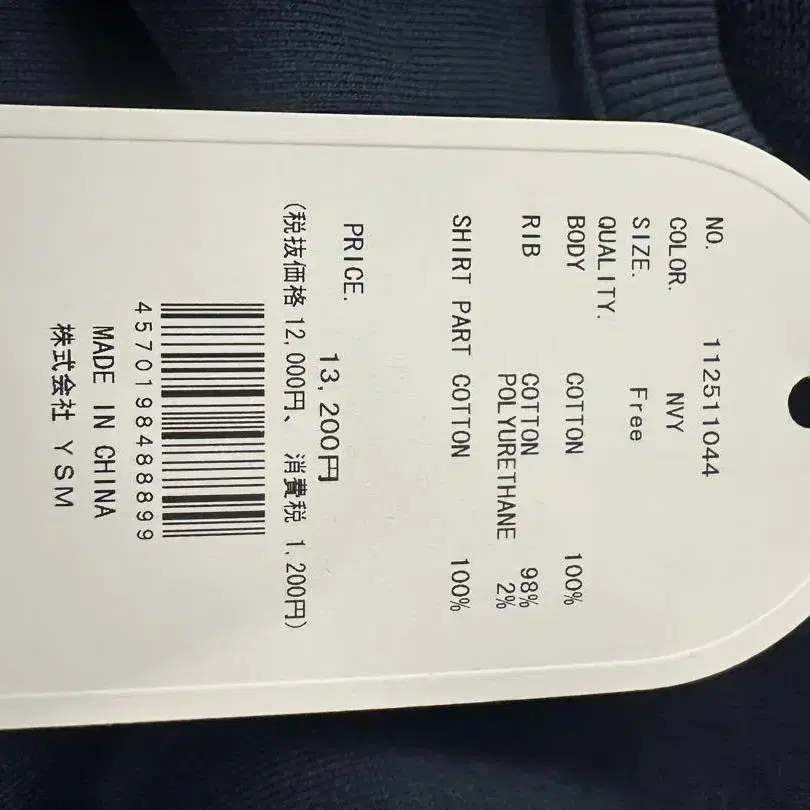 NO. 112511044
COLOR. NVY
SIZE. Free
QUALITY.
BODY COTTON 100%
RIB COTTON 98%
POLYURETHANE 2%
SHIRT PART COTTON 100%
PRICE. 13,200円
(税抜価格 12,000円、 消費税 1,200円)
4570198488899
MADE IN CHINA
株式会社 YSM